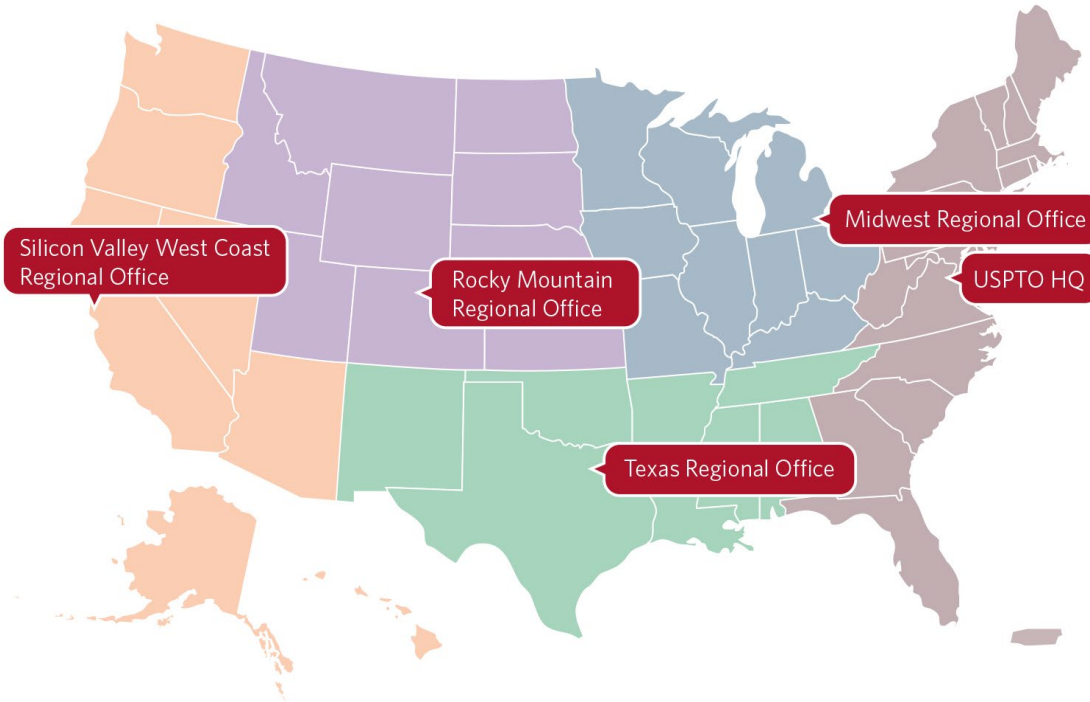 Midwest Regional Office
Silicon Valley West Coast
Regional Office
Rocky Mountain
Regional Office
USPTO HQ
Texas Regional Office